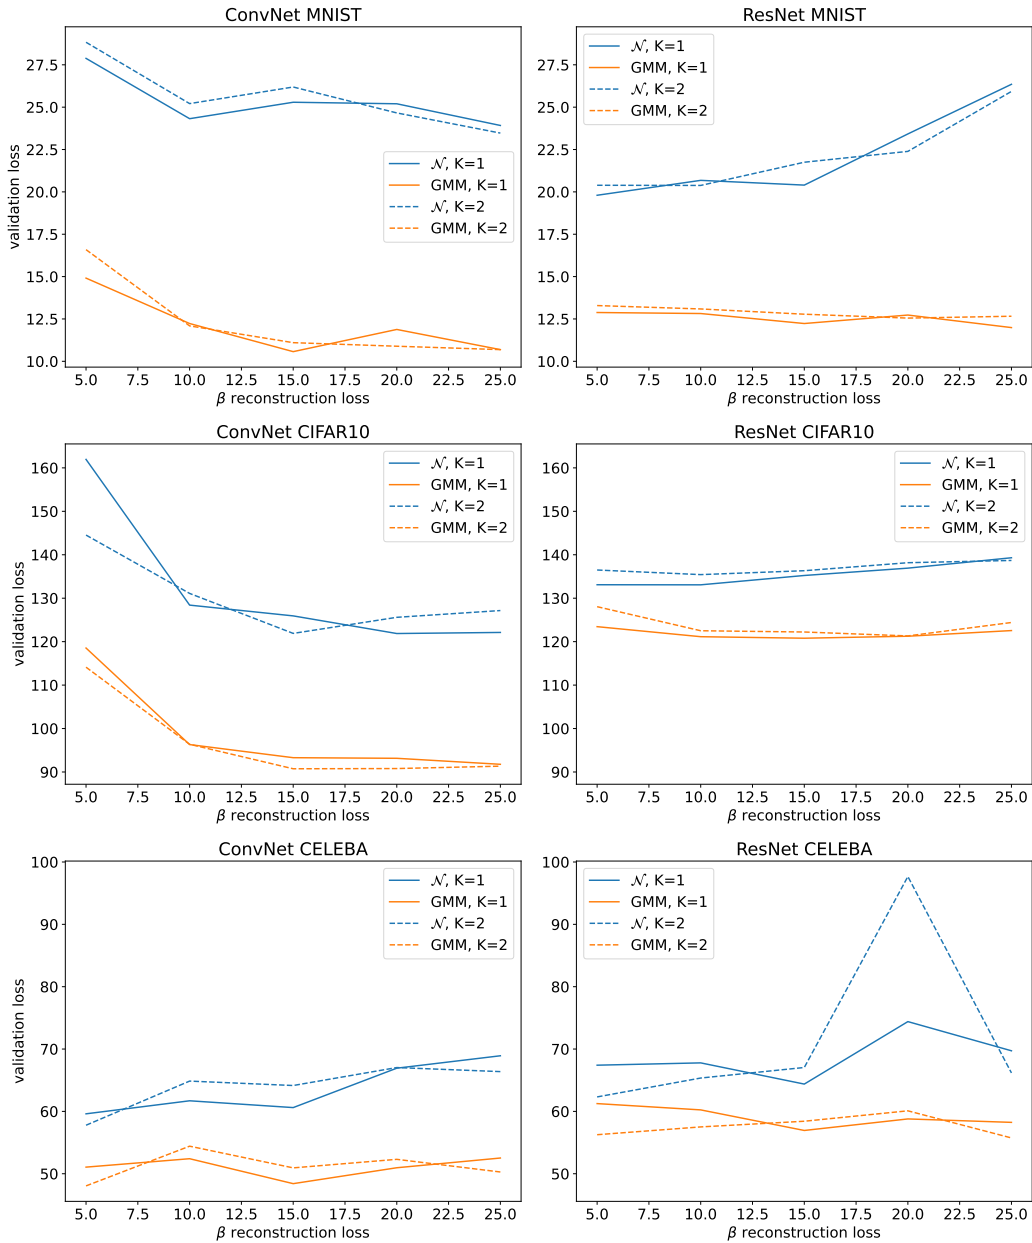 ConvNet MNIST
validation loss
27.5
25.0
22.5
20.0
17.5
15.0
12.5
10.0
𝒩, K=1
GMM, K=1
𝒩, K=2
GMM, K=2
5.0 7.5 10.0 12.5 15.0 17.5 20.0 22.5 25.0
β reconstruction loss
ResNet MNIST
27.5
25.0
22.5
20.0
17.5
15.0
12.5
10.0
𝒩, K=1
GMM, K=1
𝒩, K=2
GMM, K=2
5.0 7.5 10.0 12.5 15.0 17.5 20.0 22.5 25.0
β reconstruction loss
ConvNet CIFAR10
validation loss
160
150
140
130
120
110
100
90
𝒩, K=1
GMM, K=1
𝒩, K=2
GMM, K=2
5.0 7.5 10.0 12.5 15.0 17.5 20.0 22.5 25.0
β reconstruction loss
ResNet CIFAR10
160
150
140
130
120
110
100
90
𝒩, K=1
GMM, K=1
𝒩, K=2
GMM, K=2
5.0 7.5 10.0 12.5 15.0 17.5 20.0 22.5 25.0
β reconstruction loss
ConvNet CELEBA
validation loss
100
90
80
70
60
50
𝒩, K=1
GMM, K=1
𝒩, K=2
GMM, K=2
5.0 7.5 10.0 12.5 15.0 17.5 20.0 22.5 25.0
β reconstruction loss
ResNet CELEBA
100
90
80
70
60
50
𝒩, K=1
GMM, K=1
𝒩, K=2
GMM, K=2
5.0 7.5 10.0 12.5 15.0 17.5 20.0 22.5 25.0
β reconstruction loss